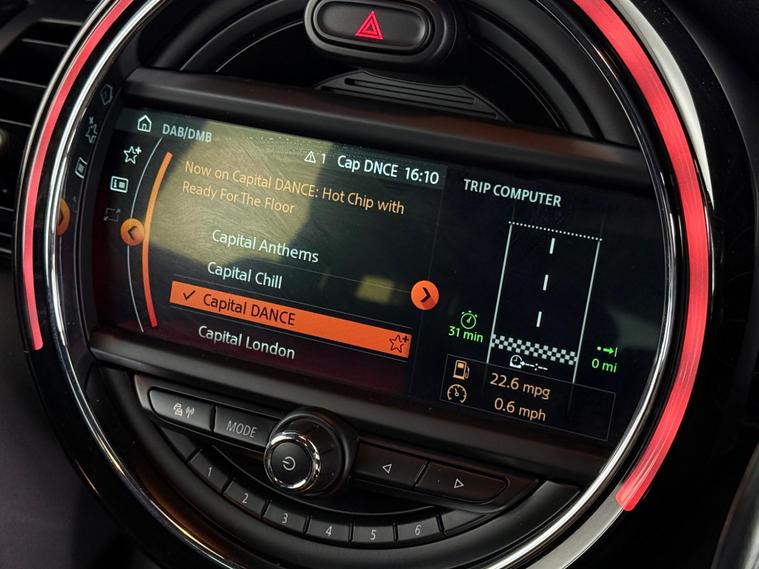 DAB/DMB
1 Cap DNCE 16:10
Now on Capital DANCE: Hot Chip with
Ready For The Floor
Capital Anthems
Capital Chill
Capital DANCE
Capital London
TRIP COMPUTER
31 min
--:--
0 mi
22.6 mpg
0.6 mph
MODE
1
2
3
4
5
6